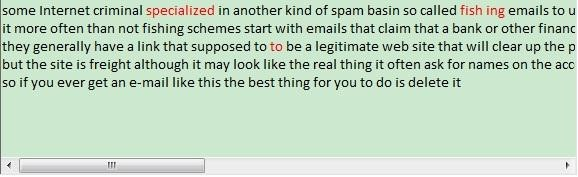 some Internet criminal specialized in another kind of spam basin so called fish ing emails to u
it more often than not fishing schemes start with emails that claim that a bank or other financ
they generally have a link that supposed to to be a legitimate web site that will clear up the p
but the site is freight although it may look like the real thing it often ask for names on the acc
so if you ever get an e-mail like this the best thing for you to do is delete it